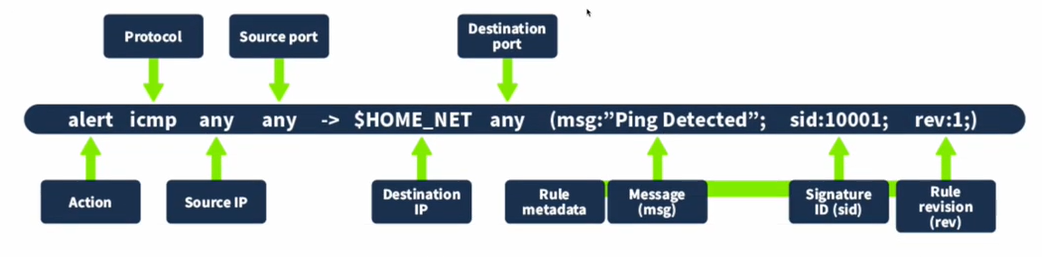 Protocol
Source port
Destination
port
alert icmp any any -> $HOME_NET any (msg:”Ping Detected”; sid:10001; rev:1;)
Action
Source IP
Destination
IP
Rule
metadata
Message
(msg)
Signature
ID (sid)
Rule
revision
(rev)